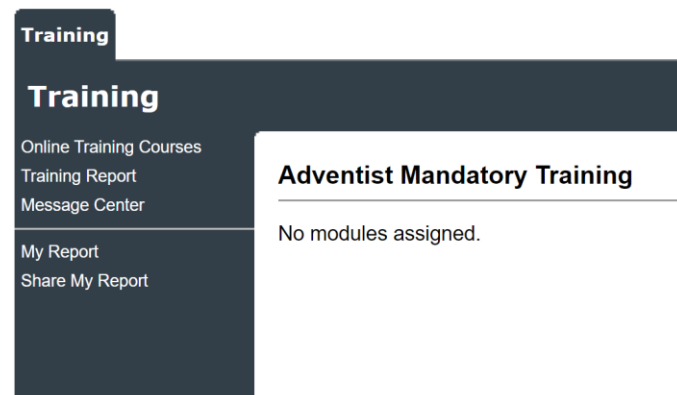 Training
Training
Online Training Courses
Training Report
Message Center
My Report
Share My Report
Adventist Mandatory Training
No modules assigned.